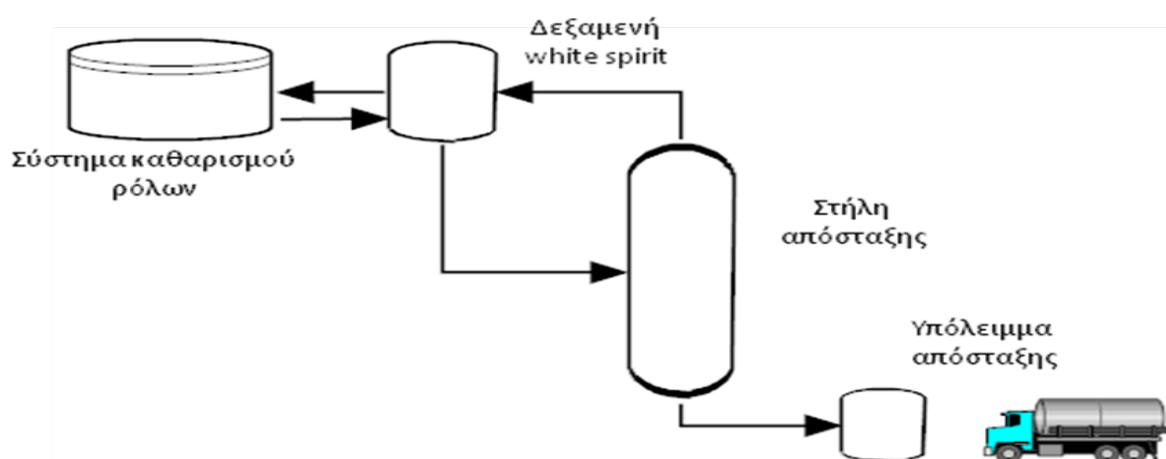 Δεξαμενή
white spirit
Σύστημα καθαρισμού
ρόλων
Στήλη
απόσταξης
Υπόλειμμα
απόσταξης